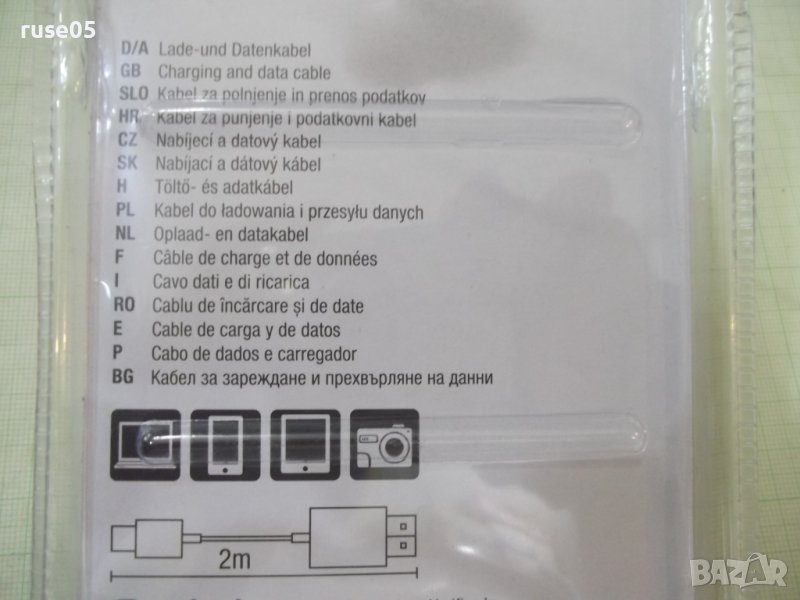 ruse05
D/A Lade-und Datenkabel
GB Charging and data cable
SLO Kabel za polnjenje in prenos podatkov
HR Kabel za punjenje i podatkovni kabel
CZ Nabíjecí a datový kabel
SK Nabíjací a dátový kábel
H Töltő- és adatkábel
PL Kabel do ładowania i przesyłu danych
NL Oplaad- en datakabel
F Câble de charge et de données
I Cavo dati e di ricarica
RO Cablu de încărcare și de date
E Cable de carga y de datos
P Cabo de dados e carregador
BG Кабел за зареждане и прехвърляне на данни
2m
BAZAR